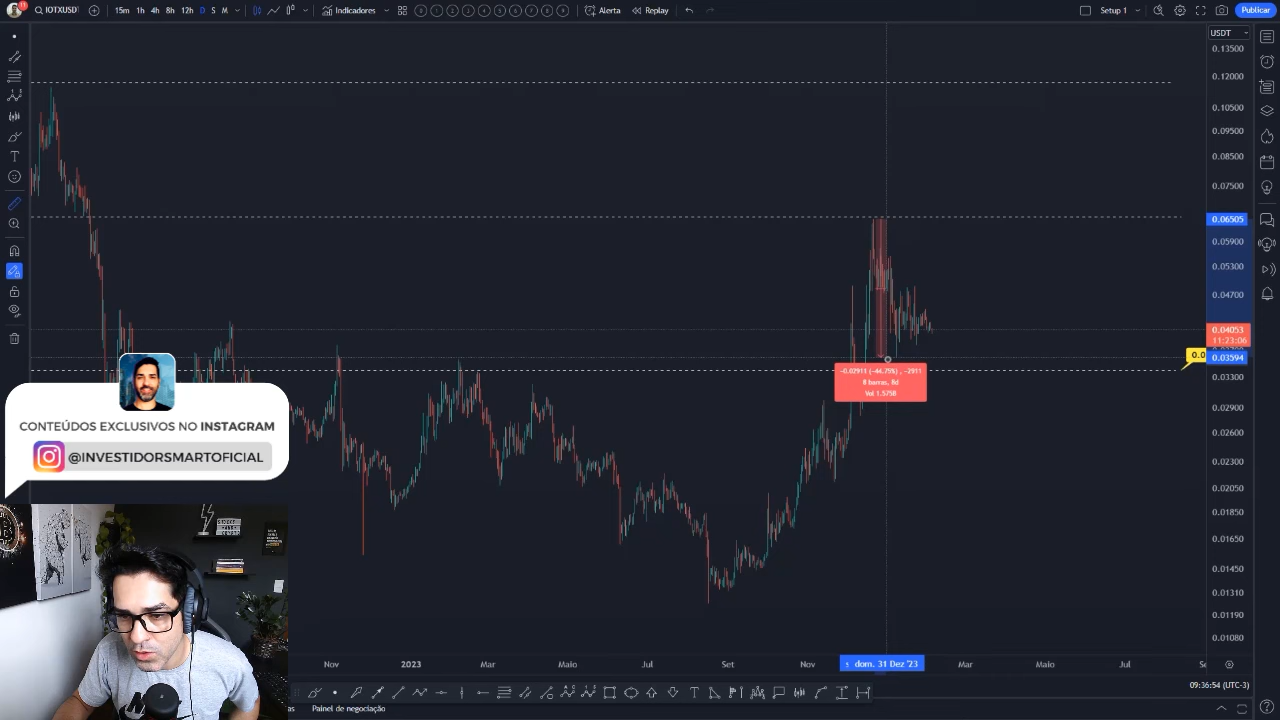 IOTXUSD
15m 1h 4h 8h 12h D S M
Indicadores
Alerta
Replay
Setup 1
Publicar
USDT
0.13500
0.12000
0.10500
0.09500
0.08500
0.07500
0.06505
0.05900
0.05300
0.04700
0.04053
11:23:06
0.0
0.03594
0.03300
0.02900
0.02600
0.02300
0.02050
0.01850
0.01650
0.01450
0.01310
0.01190
0.01080
-0.02911 (-44.75%) , -2911
8 barras, 8d
Vol 1.575B
CONTEÚDOS EXCLUSIVOS NO INSTAGRAM
@INVESTIDORSMARTOFICIAL
Nov 2023 Mar Maio Jul Set Nov dom. 31 Dez '23 Mar Maio Jul
09:36:54 (UTC-3)
Painel de negociação